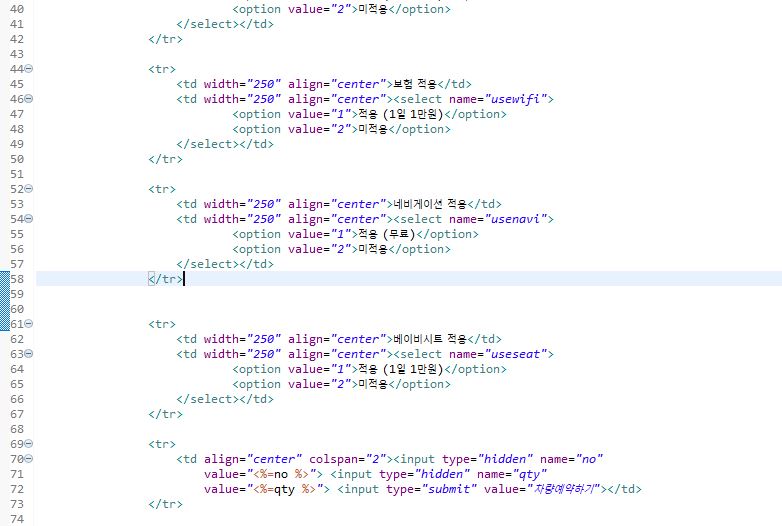 40 <option value="2">미적용</option>
41 </select></td>
42 </tr>
43
44 <tr>
45 <td width="250" align="center">보험 적용</td>
46 <td width="250" align="center"><select name="usewifi">
47 <option value="1">적용 (1일 1만원)</option>
48 <option value="2">미적용</option>
49 </select></td>
50 </tr>
51
52 <tr>
53 <td width="250" align="center">네비게이션 적용</td>
54 <td width="250" align="center"><select name="usenavi">
55 <option value="1">적용 (무료)</option>
56 <option value="2">미적용</option>
57 </select></td>
58 </tr>
59
60
61 <tr>
62 <td width="250" align="center">베이비시트 적용</td>
63 <td width="250" align="center"><select name="useseat">
64 <option value="1">적용 (1일 1만원)</option>
65 <option value="2">미적용</option>
66 </select></td>
67 </tr>
68
69 <tr>
70 <td align="center" colspan="2"><input type="hidden" name="no"
71 value="<%=no %>"> <input type="hidden" name="qty"
72 value="<%=qty %>"> <input type="submit" value="차량예약하기"></td>
73 </tr>
74